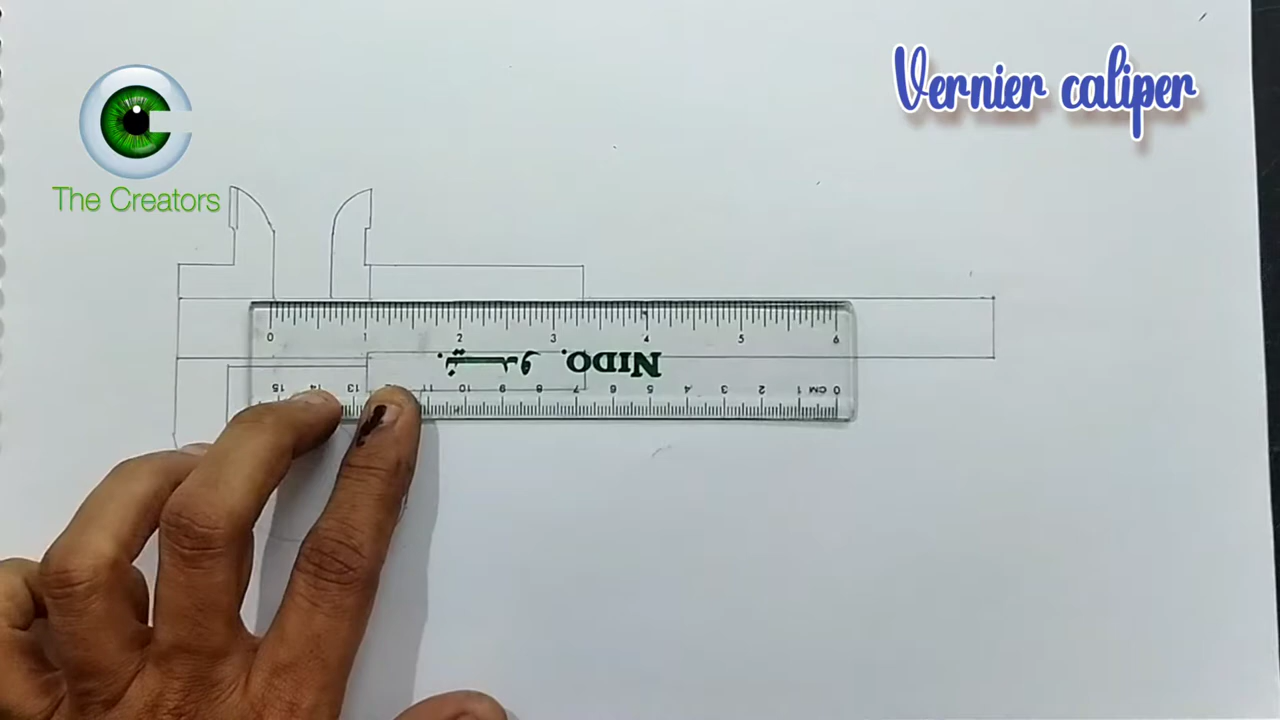 Vernier caliper
The Creators
0 1 2 3 4 5 6
NIDO.
15 14 13 11 10 9 8 7 6 5 4 3 2 1 CM 0